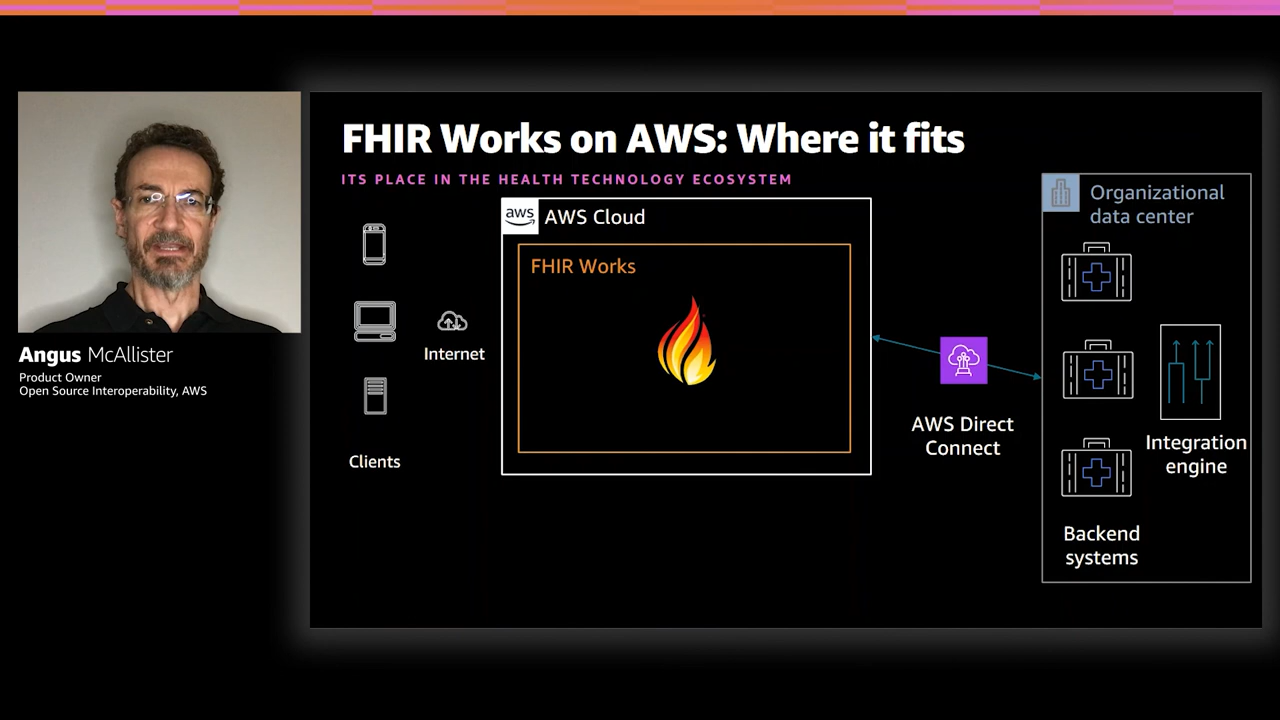 FHIR Works on AWS: Where it fits
ITS PLACE IN THE HEALTH TECHNOLOGY ECOSYSTEM
Angus McAllister
Product Owner
Open Source Interoperability, AWS
Internet
Clients
aws
AWS Cloud
FHIR Works
AWS Direct
Connect
Organizational
data center
Integration
engine
Backend
systems